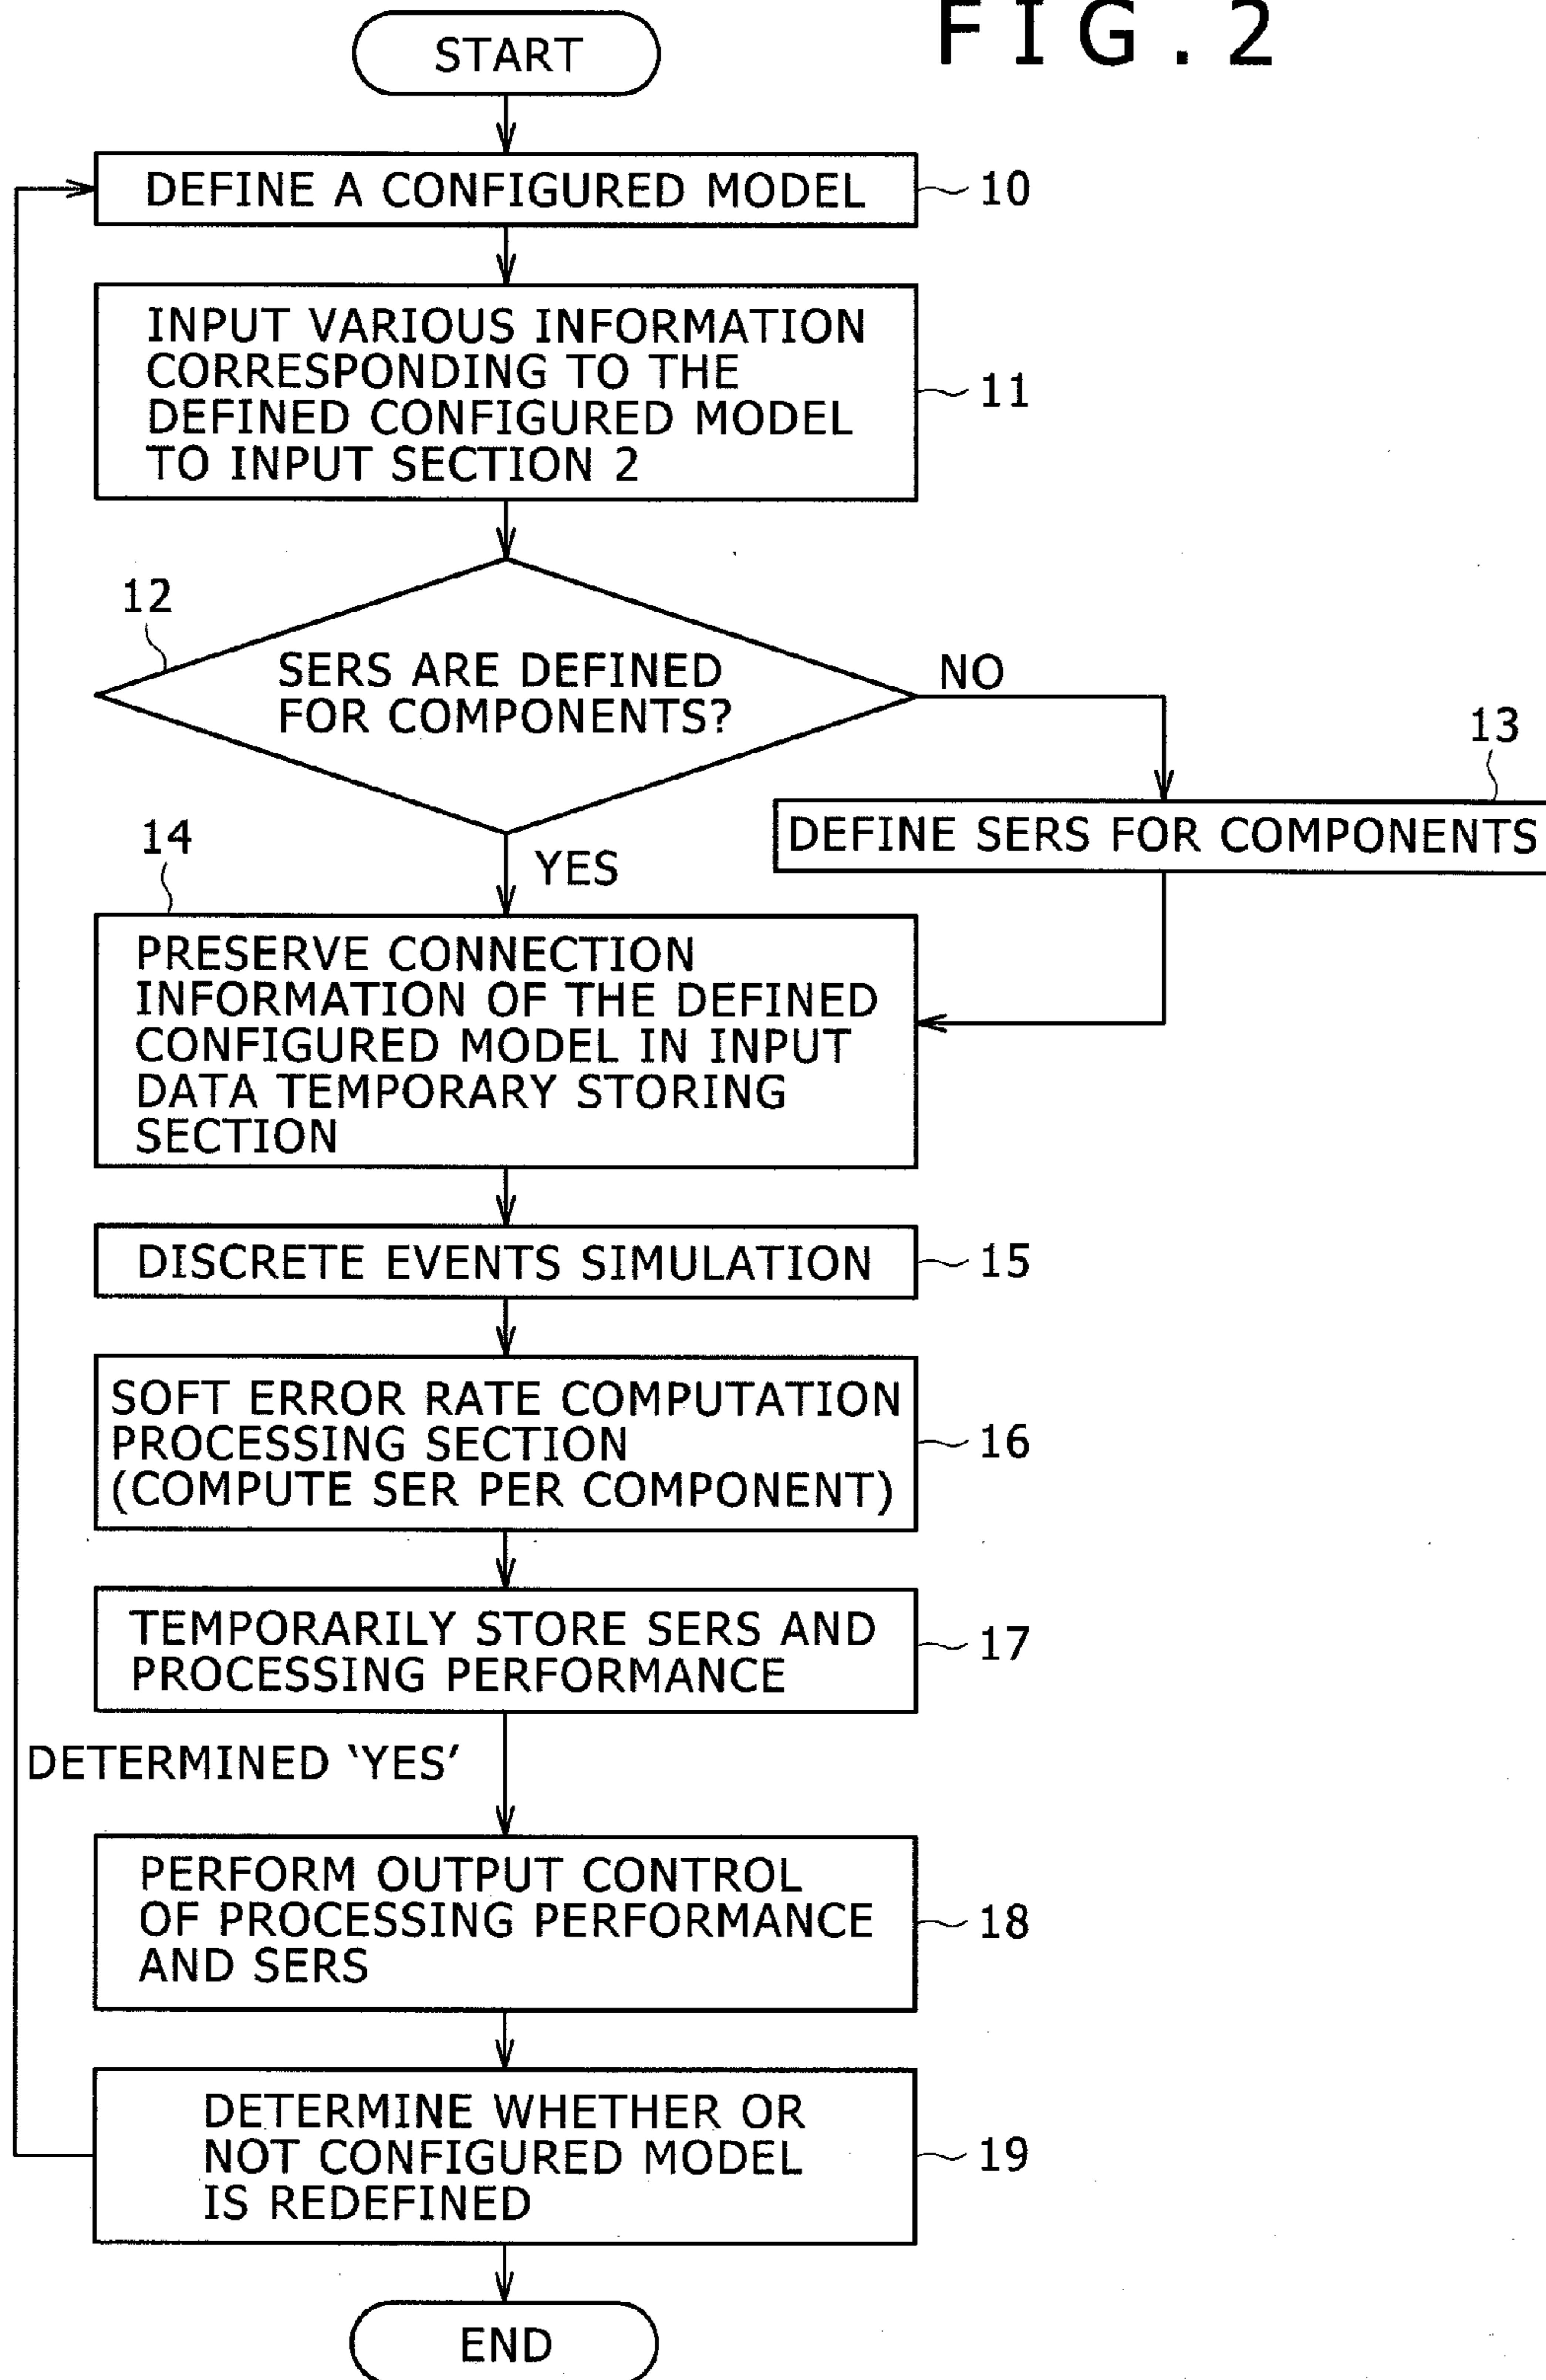 FIG.2
START
DEFINE A CONFIGURED MODEL
10
INPUT VARIOUS INFORMATION
CORRESPONDING TO THE
DEFINED CONFIGURED MODEL
TO INPUT SECTION 2
11
12
SERS ARE DEFINED
FOR COMPONENTS?
NO
13
DEFINE SERS FOR COMPONENTS
YES
14
PRESERVE CONNECTION
INFORMATION OF THE DEFINED
CONFIGURED MODEL IN INPUT
DATA TEMPORARY STORING
SECTION
DISCRETE EVENTS SIMULATION
15
SOFT ERROR RATE COMPUTATION
PROCESSING SECTION
(COMPUTE SER PER COMPONENT)
16
TEMPORARILY STORE SERS AND
PROCESSING PERFORMANCE
17
DETERMINED ‘YES’
PERFORM OUTPUT CONTROL
OF PROCESSING PERFORMANCE
AND SERS
18
DETERMINE WHETHER OR
NOT CONFIGURED MODEL
IS REDEFINED
19
END